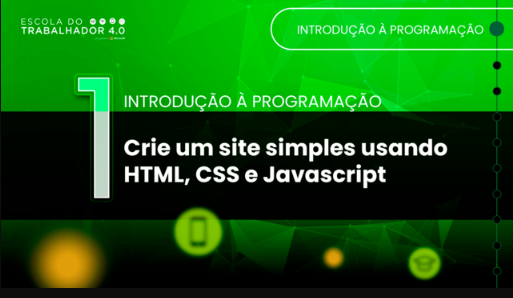 ESCOLA DO
TRABALHADOR 4.0
INTRODUÇÃO À PROGRAMAÇÃO
1
INTRODUÇÃO À PROGRAMAÇÃO
Crie um site simples usando
HTML, CSS e Javascript